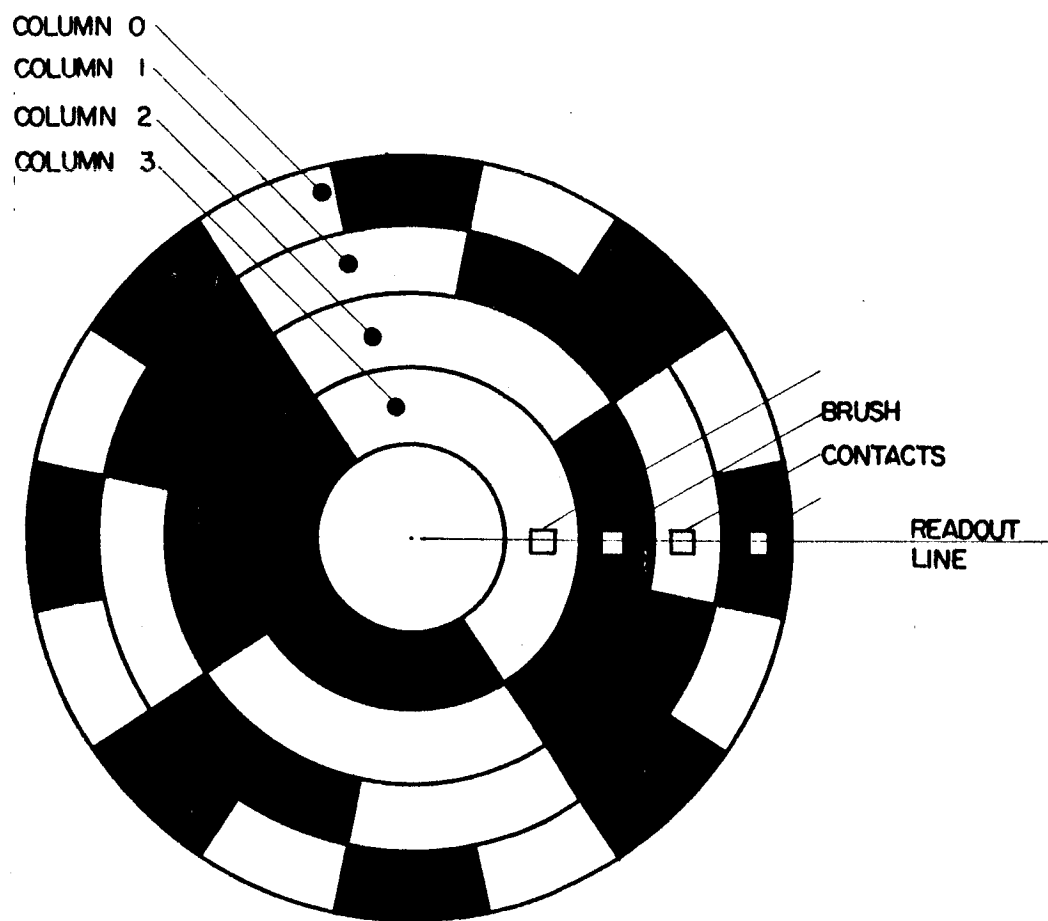 COLUMN 0
COLUMN 1
COLUMN 2
COLUMN 3
BRUSH
CONTACTS
READOUT
LINE